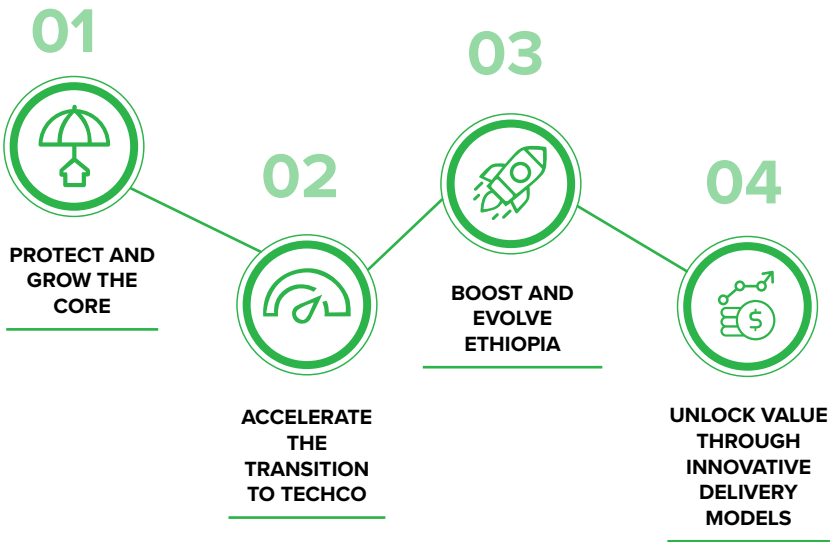 01
PROTECT AND
GROW THE
CORE
02
ACCELERATE
THE
TRANSITION
TO TECHCO
03
BOOST AND
EVOLVE
ETHIOPIA
04
$
UNLOCK VALUE
THROUGH
INNOVATIVE
DELIVERY
MODELS